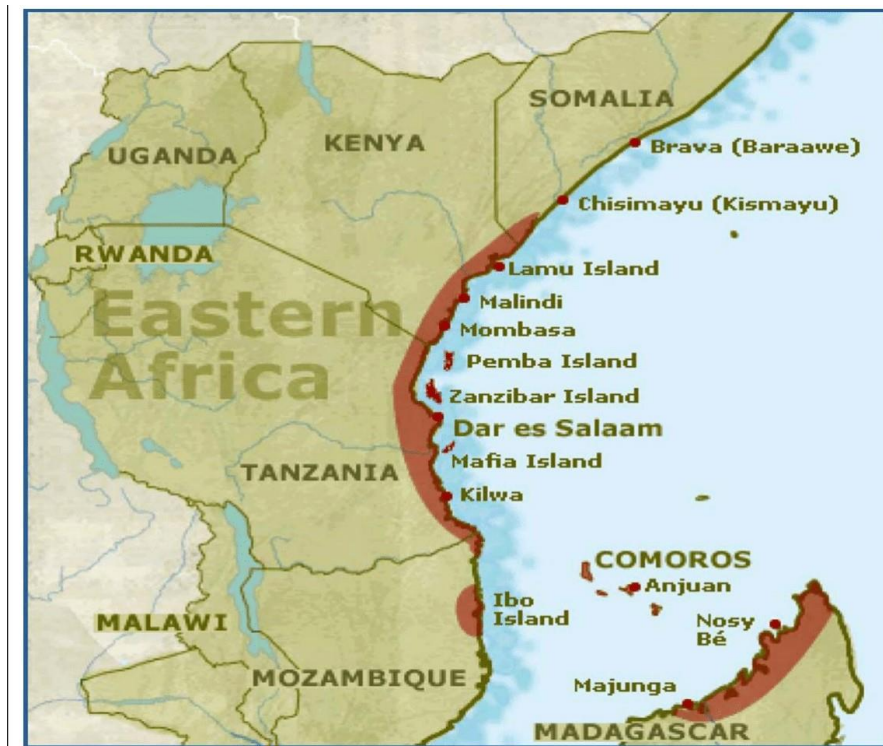 SOMALIA
UGANDA
KENYA
Brava (Baraawe)
Chisimayu (Kismayu)
RWANDA
Lamu Island
Eastern
Africa
Malindi
Mombasa
Pemba Island
Zanzibar Island
Dar es Salaam
Mafia Island
TANZANIA
Kilwa
COMOROS
Anjuan
Ibo
Island
MALAWI
Nosy
Bé
MOZAMBIQUE
Majunga
MADAGASCAR